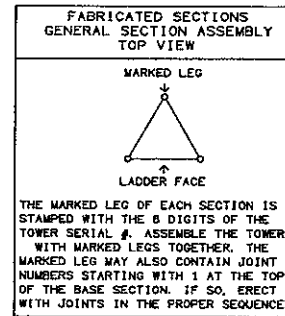 FABRICATED SECTIONS
GENERAL SECTION ASSEMBLY
TOP VIEW
MARKED LEG
LADDER FACE
THE MARKED LEG OF EACH SECTION IS
STAMPED WITH THE 6 DIGITS OF THE
TOWER SERIAL #. ASSEMBLE THE TOWER
WITH MARKED LEGS TOGETHER. THE
MARKED LEG MAY ALSO CONTAIN JOINT
NUMBERS STARTING WITH 1 AT THE TOP
OF THE BASE SECTION. IF SO, ERECT
WITH JOINTS IN THE PROPER SEQUENCE